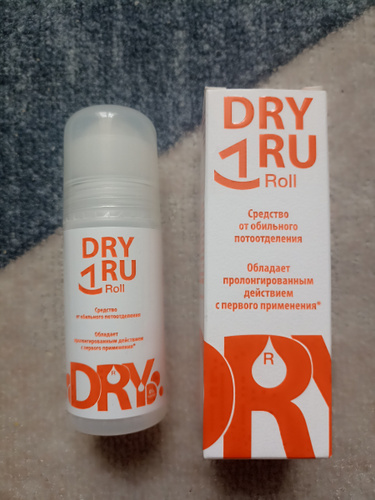 DRY
RU
Roll
Средство
от обильного потоотделения
Обладает
пролонгированным действием
с первого применения*
R
DRY
DRY
RU
Roll
Средство
от обильного
потоотделения
Обладает
пролонгированным
действием
с первого применения*
R
DRY